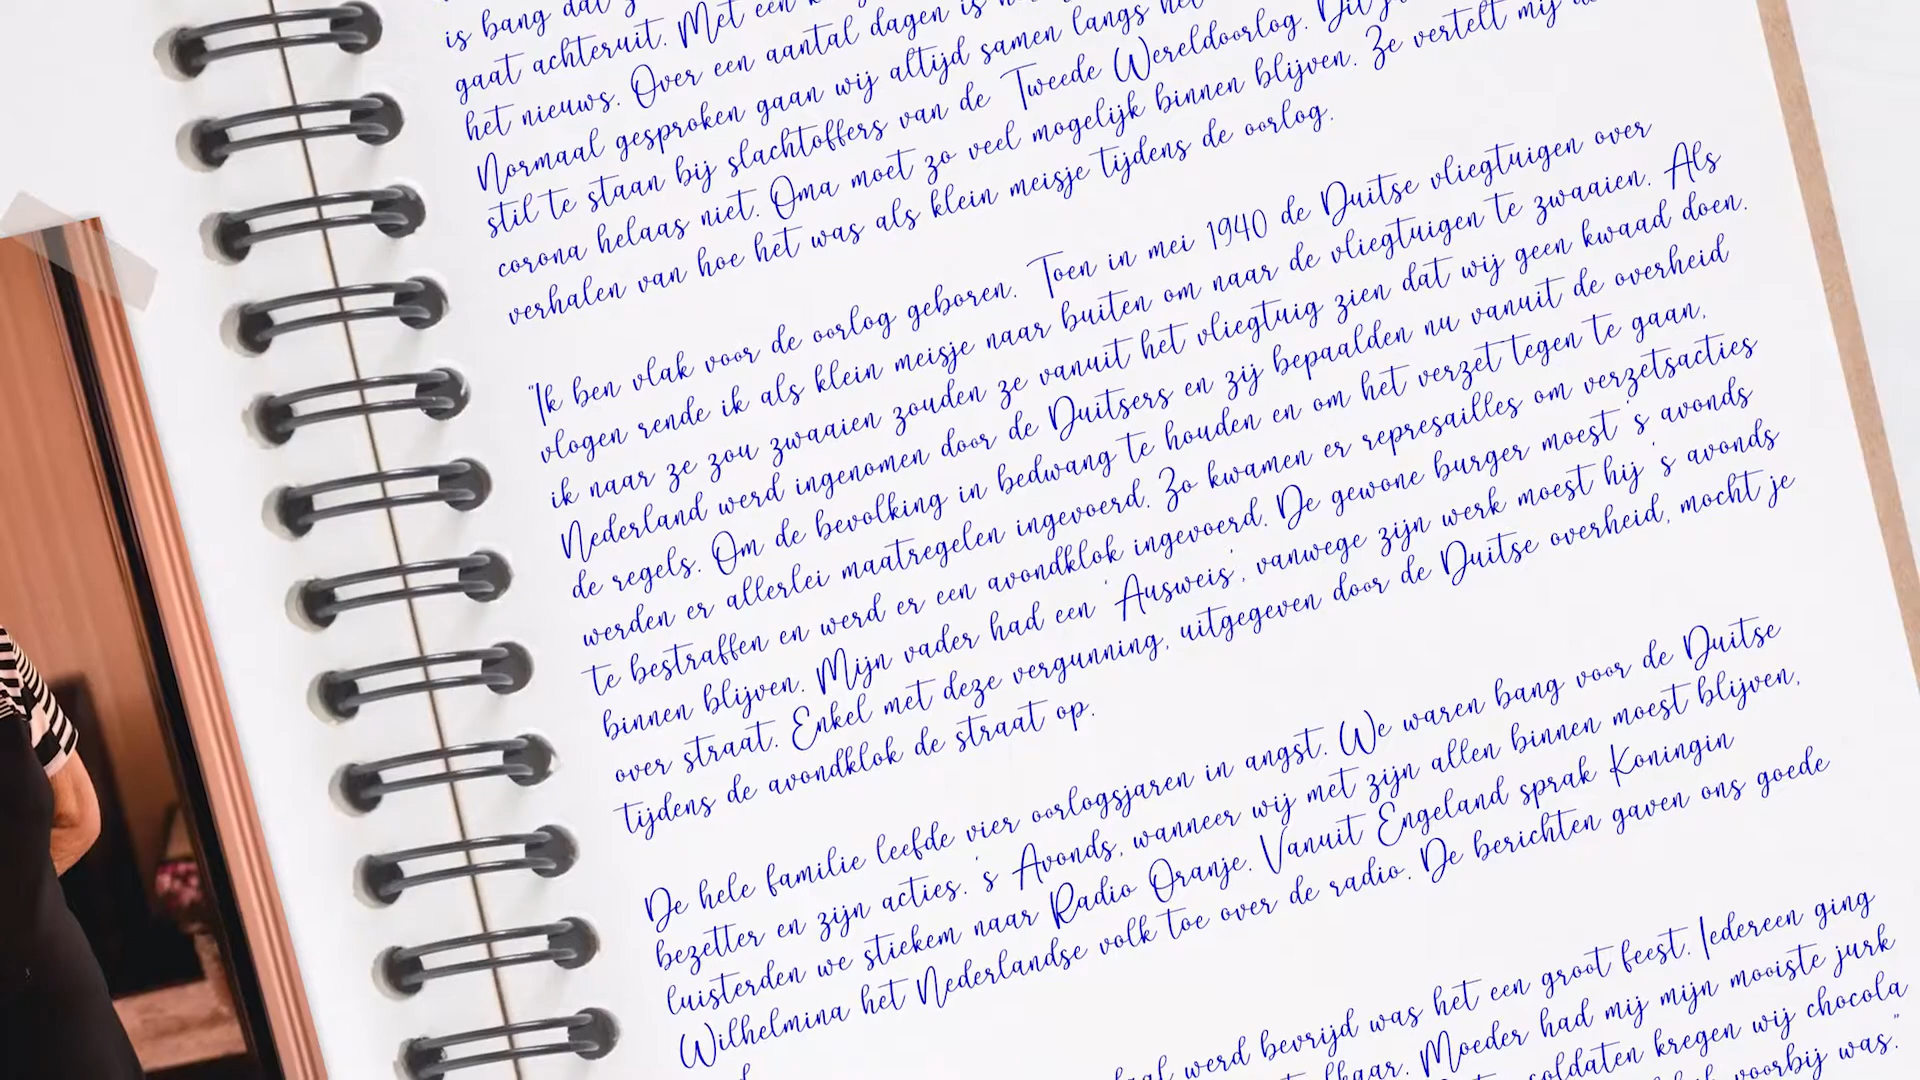 is bang dat
gaat achteruit. Met een
het nieuws. Over een aantal dagen is
Normaal gesproken gaan wij altijd samen langs het
stil te staan bij slachtoffers van de Tweede Wereldoorlog. Dit
corona helaas niet. Oma moet zo veel mogelijk binnen blijven. Ze vertelt mij
verhalen van hoe het was als klein meisje tijdens de oorlog.
"Ik ben vlak voor de oorlog geboren. Toen in mei 1940 de Duitse vliegtuigen over
vlogen rende ik als klein meisje naar buiten om naar de vliegtuigen te zwaaien. Als
ik naar ze zou zwaaien zouden ze vanuit het vliegtuig zien dat wij geen kwaad doen.
Nederland werd ingenomen door de Duitsers en zij bepaalden nu vanuit de overheid
de regels. Om de bevolking in bedwang te houden en om het verzet tegen te gaan,
werden er allerlei maatregelen ingevoerd. Zo kwamen er represailles om verzetsacties
te bestraffen en werd er een avondklok ingevoerd. De gewone burger moest 's avonds
binnen blijven. Mijn vader had een 'Ausweis', vanwege zijn werk moest hij 's avonds
over straat. Enkel met deze vergunning, uitgegeven door de Duitse overheid, mocht je
tijdens de avondklok de straat op.
De hele familie leefde vier oorlogsjaren in angst. We waren bang voor de Duitse
bezetter en zijn acties. 's Avonds, wanneer wij met zijn allen binnen moest blijven,
luisterden we stiekem naar Radio Oranje. Vanuit Engeland sprak Koningin
Wilhelmina het Nederlandse volk toe over de radio. De berichten gaven ons goede
werd bevrijd was het een groot feest. Iedereen ging
Moeder had mij mijn mooiste jurk
soldaten kregen wij chocola
voorbij was."